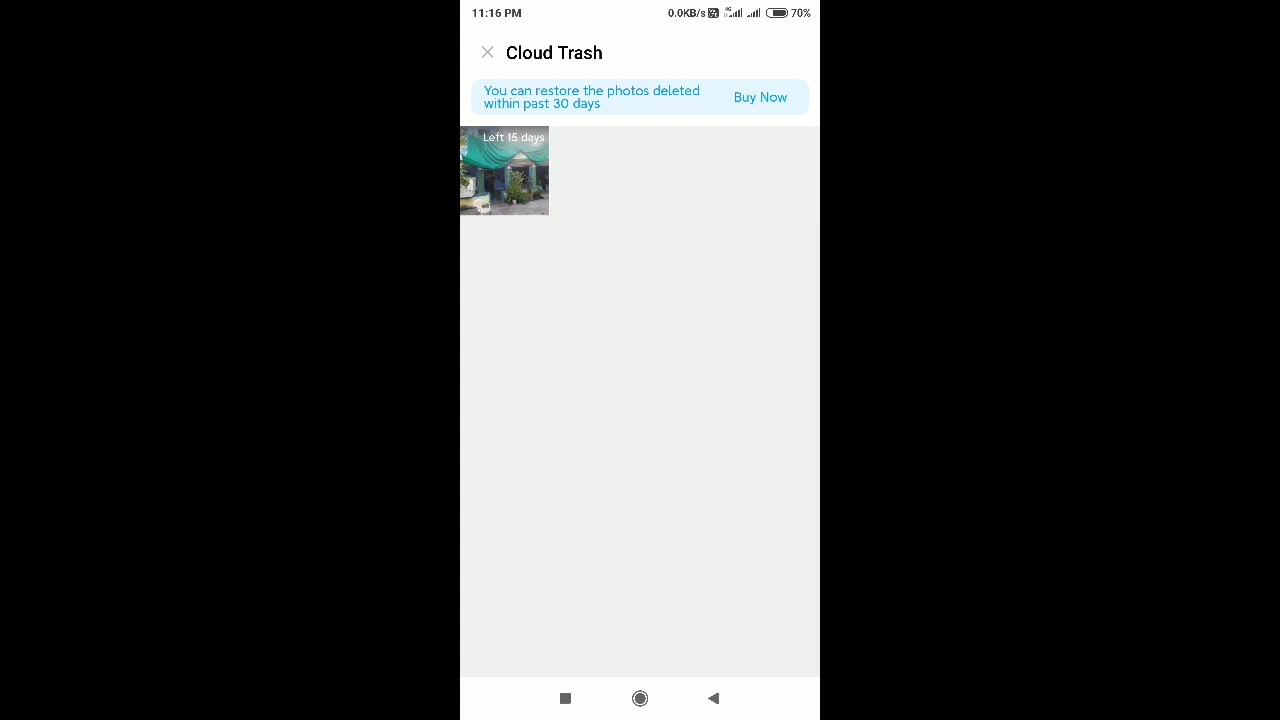 11:16 PM 0.0KB/s 4G 70%
Cloud Trash
You can restore the photos deleted
within past 30 days
Buy Now
Left 15 days